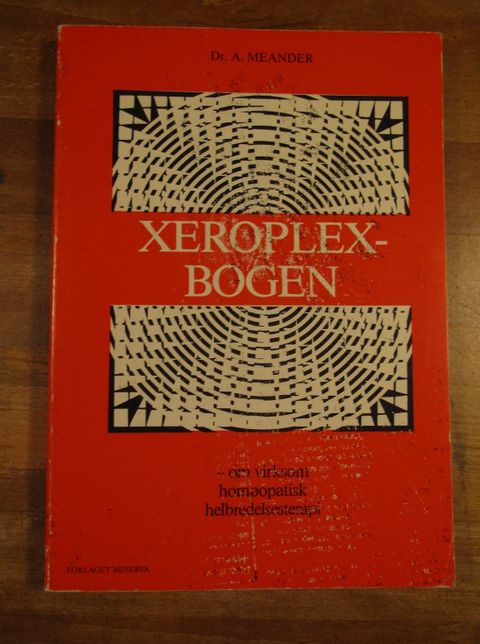 Dr. A. MEANDER
XEROPLEX-
BOGEN
- om virksom
homøopatisk
helbredelsesterapi
FORLAGET MINERVA